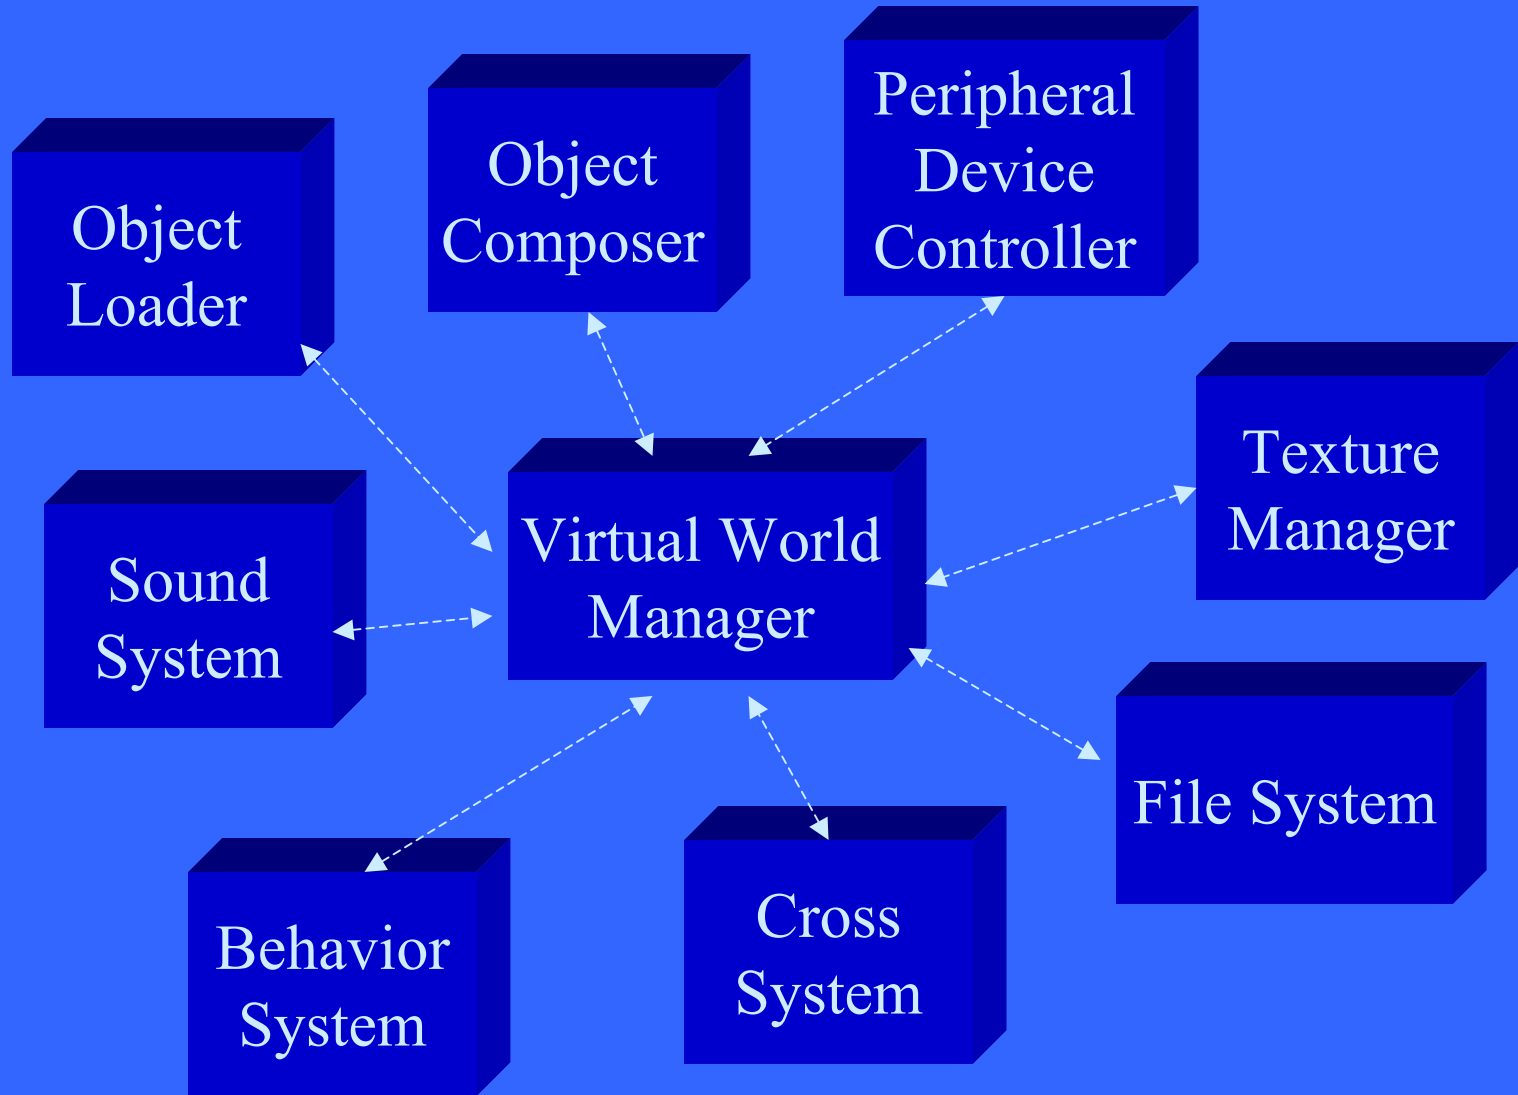 Peripheral
Device
Controller
Object
Composer
Object
Loader
Texture
Manager
Virtual World
Manager
Sound
System
File System
Cross
System
Behavior
System